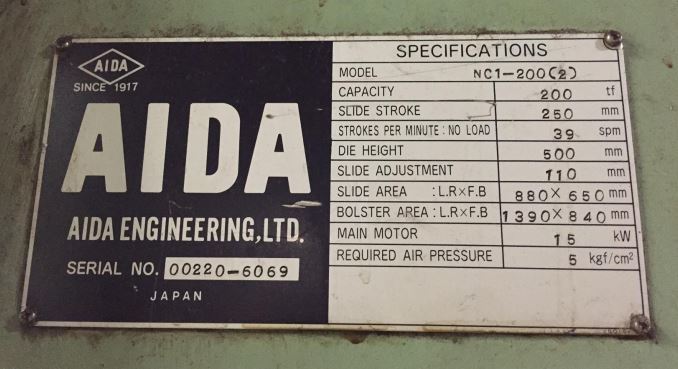 AIDA
SINCE 1917
AIDA
AIDA ENGINEERING,LTD.
SERIAL NO. 00220-6069
JAPAN
SPECIFICATIONS
MODEL NC1-200(2)
CAPACITY 200 tf
SLIDE STROKE 250 mm
STROKES PER MINUTE : NO LOAD 39 spm
DIE HEIGHT 500 mm
SLIDE ADJUSTMENT 110 mm
SLIDE AREA : L.R×F.B 880×650 mm
BOLSTER AREA : L.R×F.B 1390×840 mm
MAIN MOTOR 15 kW
REQUIRED AIR PRESSURE 5 kgf/cm²